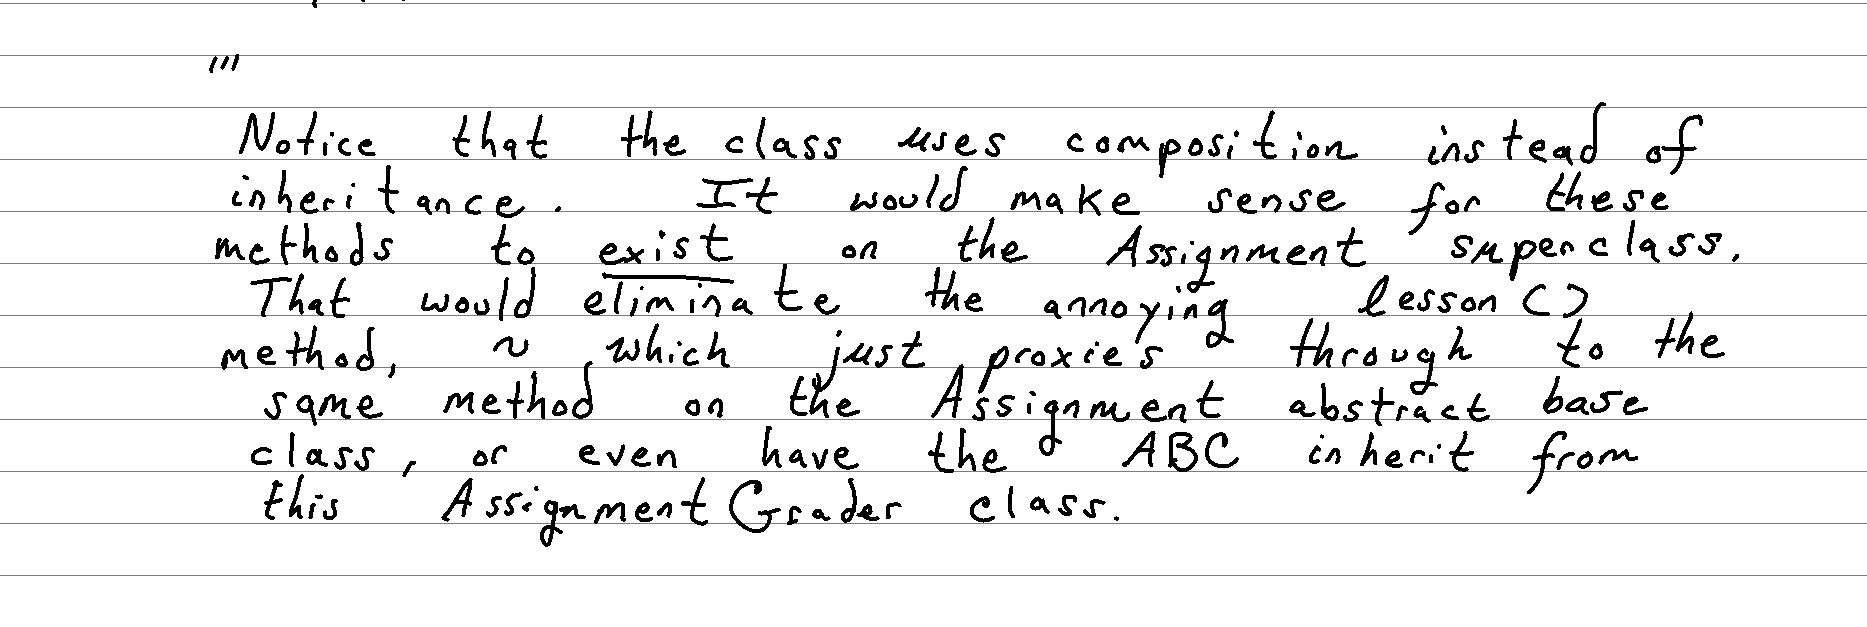 '''
Notice that the class uses composition instead of
inheritance. It would make sense for these
methods to exist on the Assignment superclass.
That would eliminate the annoying lesson()
method, ~ which just proxies through to the
same method on the Assignment abstract base
class, or even have the ABC inherit from
this AssignmentGrader class.